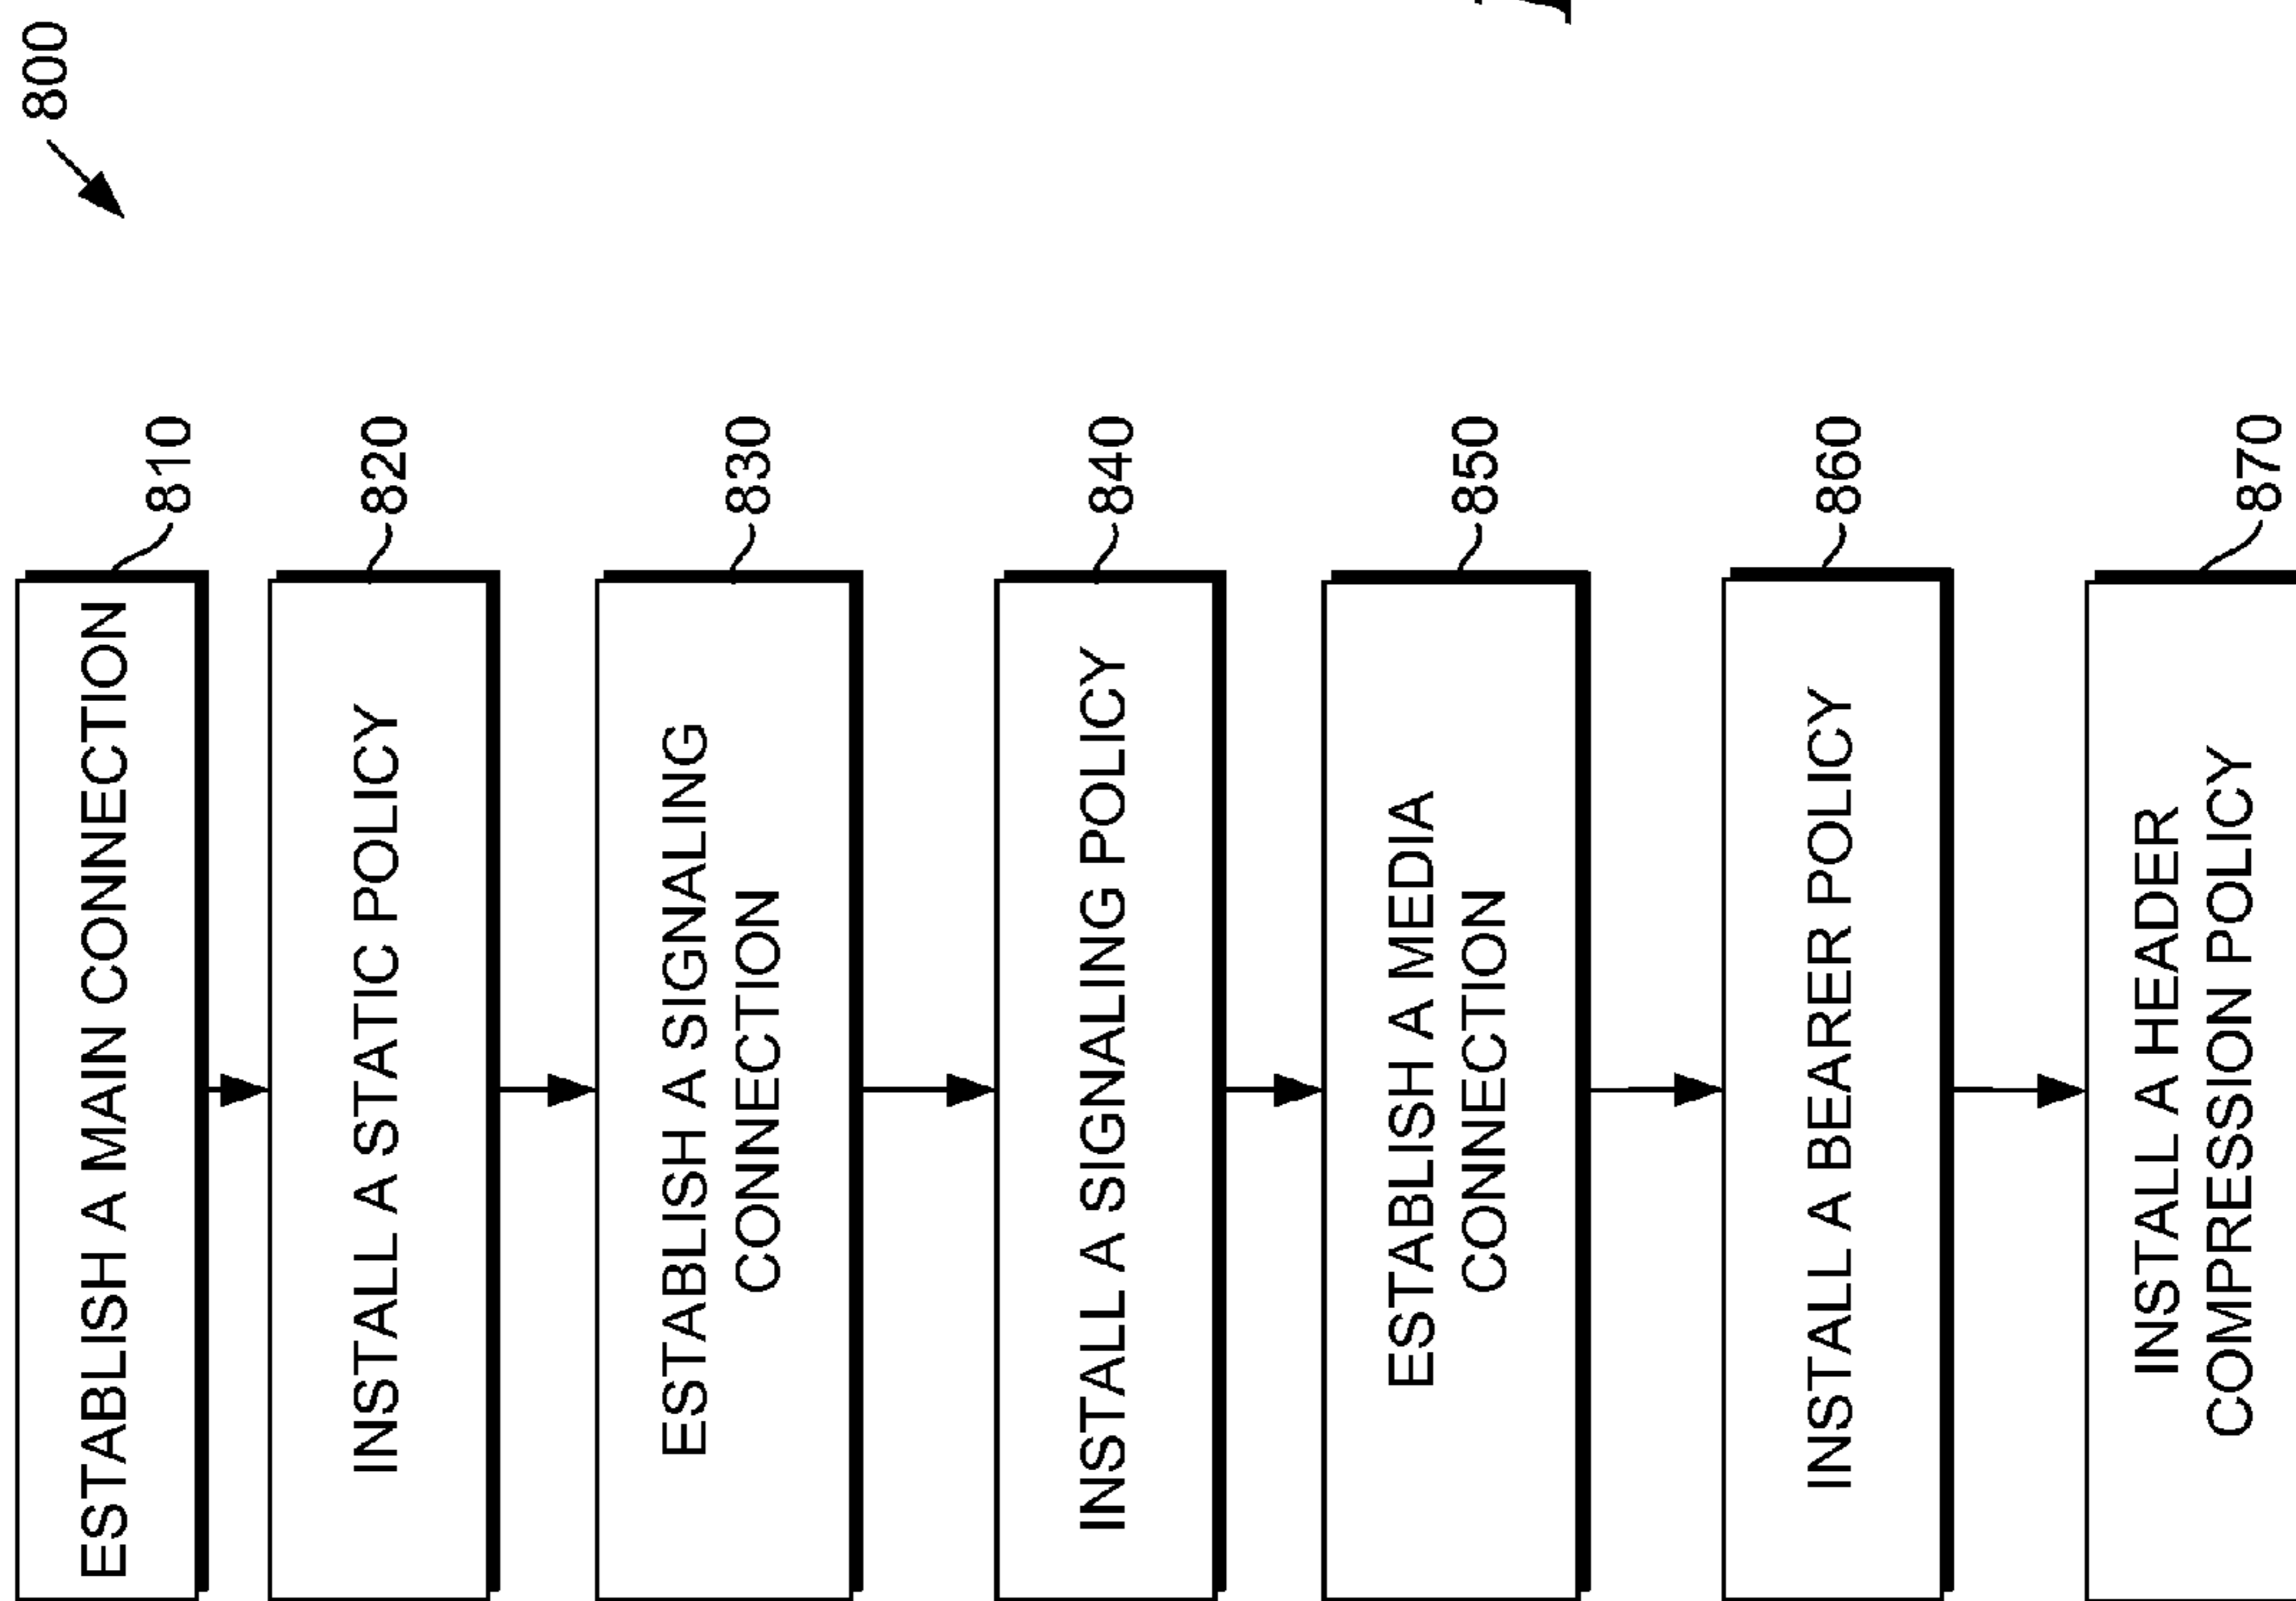 800
ESTABLISH A MAIN CONNECTION
810
INSTALL A STATIC POLICY
820
ESTABLISH A SIGNALING
CONNECTION
830
INSTALL A SIGNALING POLICY
840
ESTABLISH A MEDIA
CONNECTION
850
INSTALL A BEARER POLICY
860
INSTALL A HEADER
COMPRESSION POLICY
870